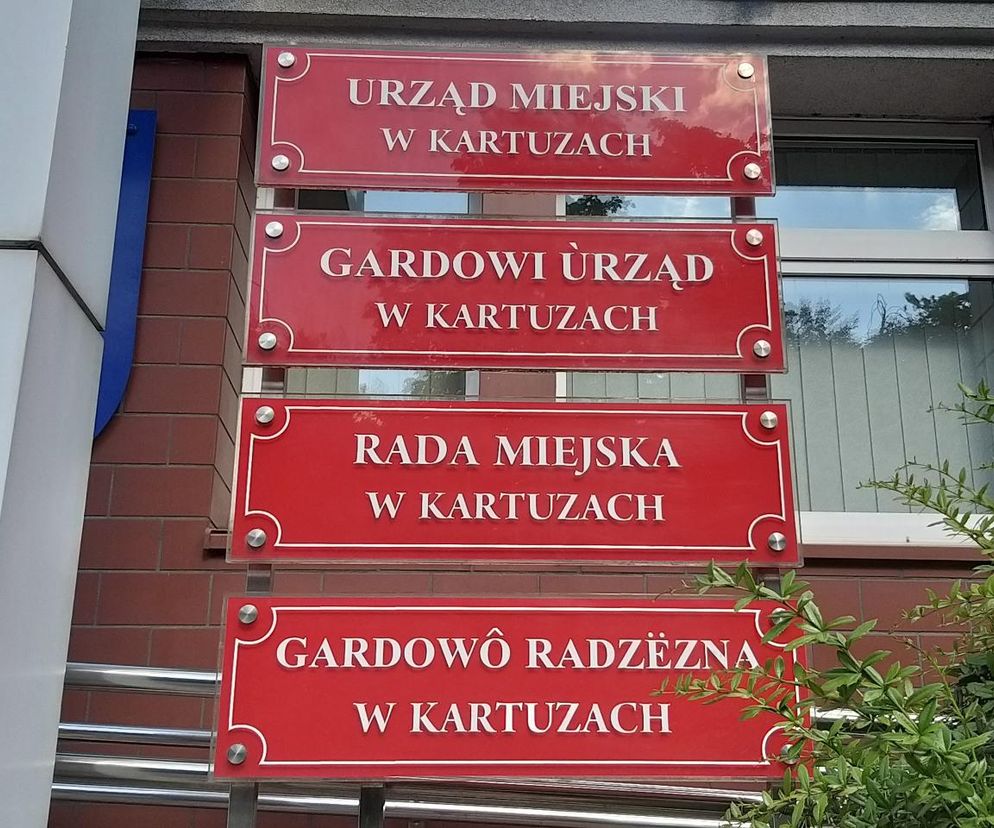 URZĄD MIEJSKI
W KARTUZACH
GARDOWI ÙRZĄD
W KARTUZACH
RADA MIEJSKA
W KARTUZACH
GARDOWÔ RADZËZNA
W KARTUZACH